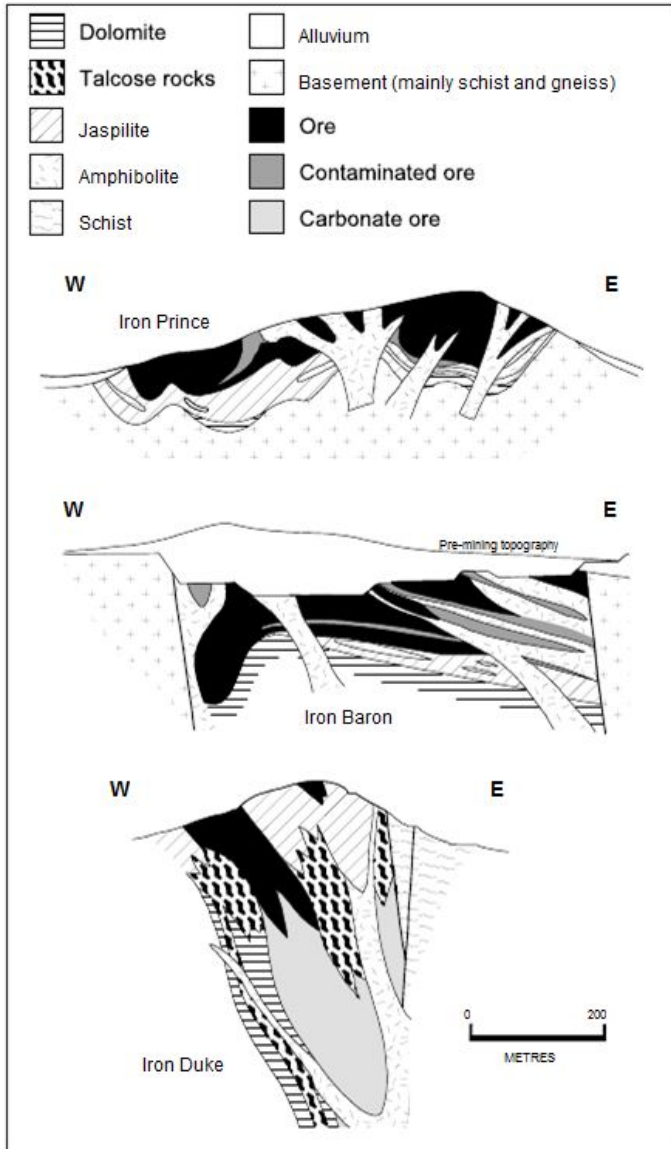 Dolomite
Talcose rocks
Jaspilite
Amphibolite
Schist
Alluvium
Basement (mainly schist and gneiss)
Ore
Contaminated ore
Carbonate ore
W
E
Iron Prince
W
E
Pre-mining topography
Iron Baron
W
E
Iron Duke
0
200
METRES